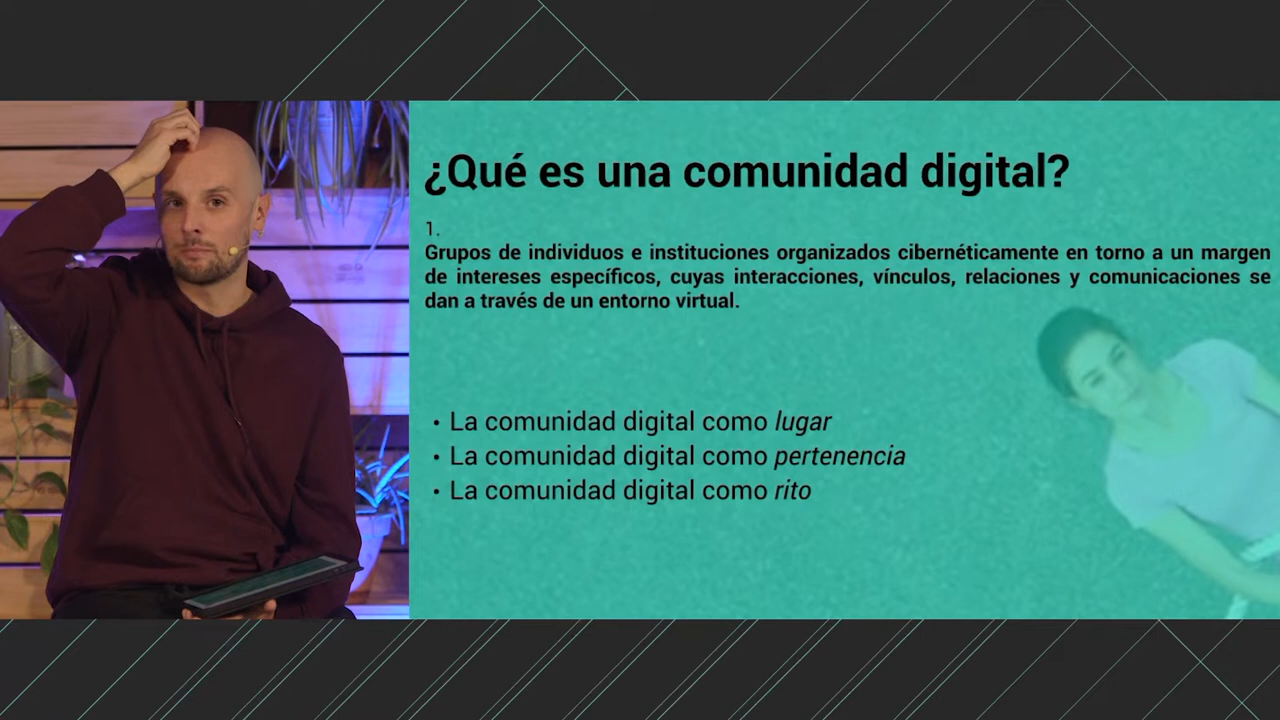 ¿Qué es una comunidad digital?
1.
Grupos de individuos e instituciones organizados cibernéticamente en torno a un margen
de intereses específicos, cuyas interacciones, vínculos, relaciones y comunicaciones se
dan a través de un entorno virtual.
• La comunidad digital como lugar
• La comunidad digital como pertenencia
• La comunidad digital como rito